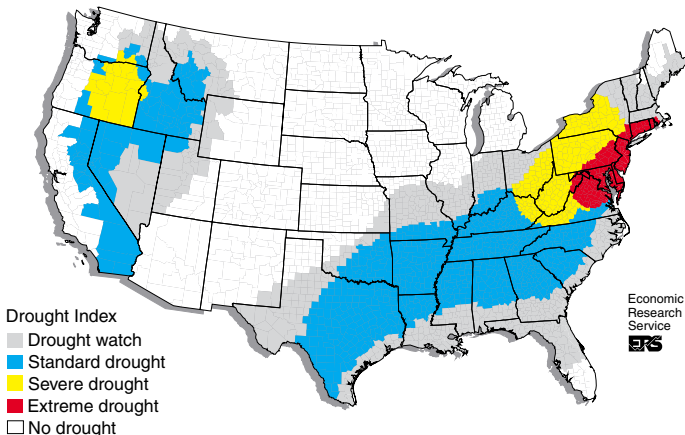 Drought Index
Drought watch
Standard drought
Severe drought
Extreme drought
No drought
Economic
Research
Service
ERS